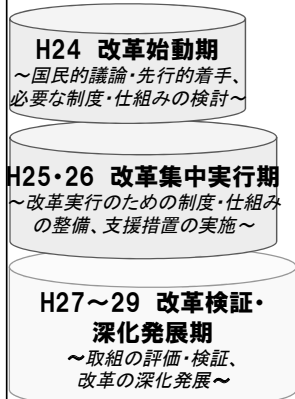 H24 改革始動期
～国民的議論・先行的着手、
必要な制度・仕組みの検討～
H25・26 改革集中実行期
～改革実行のための制度・仕組み
の整備、支援措置の実施～
H27～29 改革検証・
深化発展期
～取組の評価・検証、
改革の深化発展～